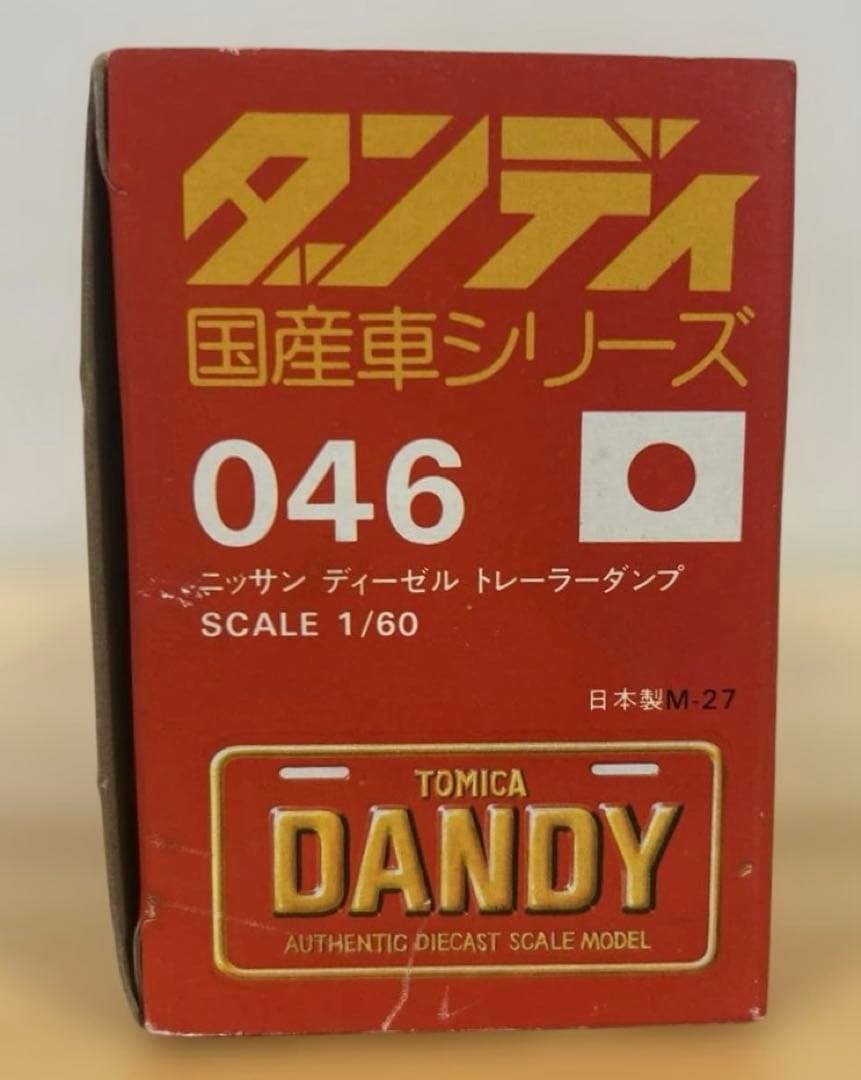 ダンディ
国産車シリーズ
046
ニッサン ディーゼル トレーラーダンプ
SCALE 1/60
日本製M-27
TOMICA
DANDY
AUTHENTIC DIECAST SCALE MODEL